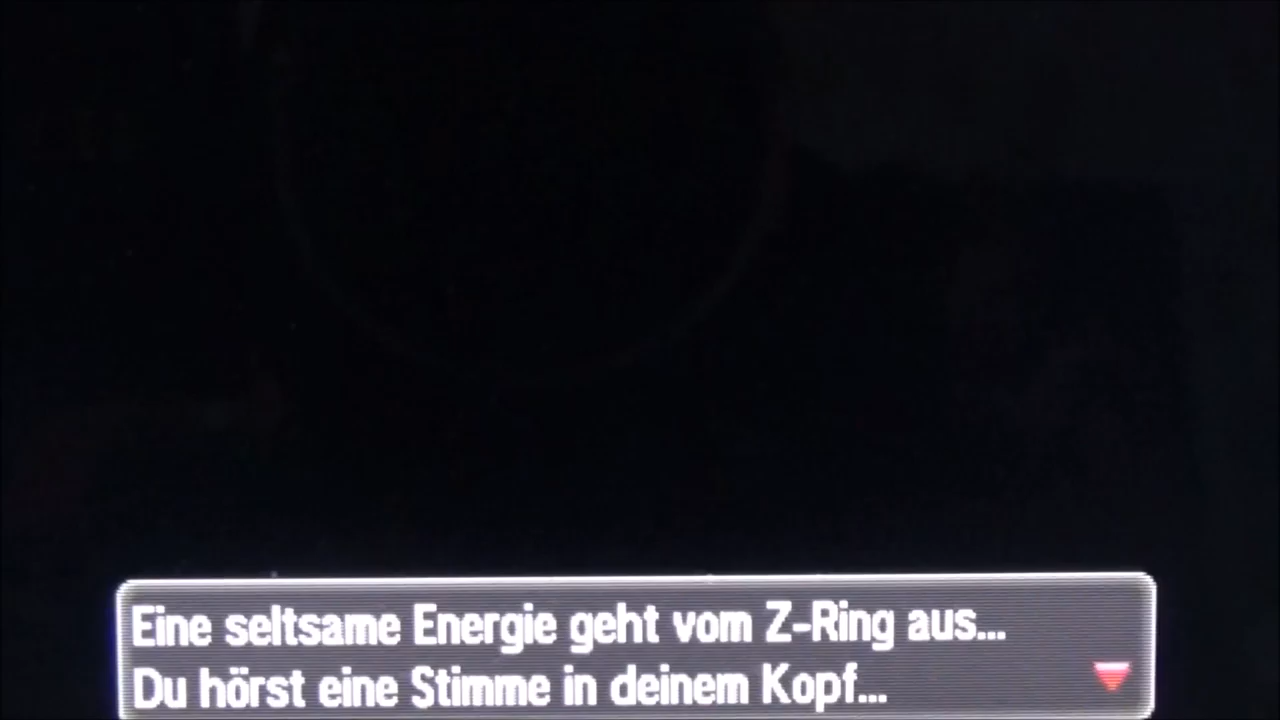 Eine seltsame Energie geht vom Z-Ring aus...
Du hörst eine Stimme in deinem Kopf...